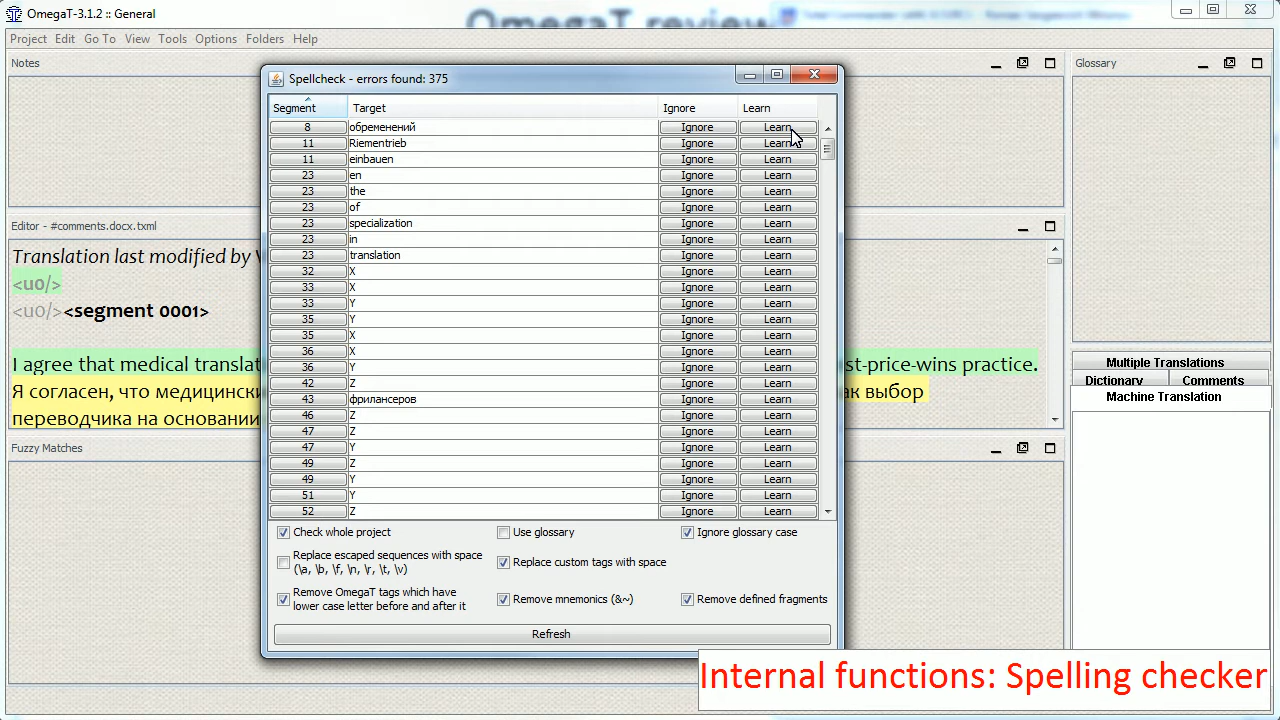 OmegaT-3.1.2 :: General
OmegaT review
Project Edit Go To View Tools Options Folders Help
Notes
Glossary
Spellcheck - errors found: 375
Segment Target Ignore Learn
8 обременений Ignore Learn
11 Riementrieb Ignore Learn
11 einbauen Ignore Learn
23 en Ignore Learn
23 the Ignore Learn
23 of Ignore Learn
23 specialization Ignore Learn
23 in Ignore Learn
23 translation Ignore Learn
32 X Ignore Learn
33 X Ignore Learn
33 Y Ignore Learn
35 Y Ignore Learn
35 X Ignore Learn
36 X Ignore Learn
36 Y Ignore Learn
42 Z Ignore Learn
43 фрилансеров Ignore Learn
46 Z Ignore Learn
47 Z Ignore Learn
47 Y Ignore Learn
49 Z Ignore Learn
49 Y Ignore Learn
51 Y Ignore Learn
52 Z Ignore Learn
Check whole project Use glossary Ignore glossary case
Replace escaped sequences with space
(\a, \b, \f, \n, \r, \t, \v)
Replace custom tags with space
Remove OmegaT tags which have
lower case letter before and after it
Remove mnemonics (&~) Remove defined fragments
Refresh
Editor - #comments.docx.txml
Translation last modified by
<u0/>
<u0/><segment 0001>
I agree that medical translat st-price-wins practice.
Я согласен, что медицински ак выбор
переводчика на основании
Fuzzy Matches
Multiple Translations
Dictionary Comments
Machine Translation
Internal functions: Spelling checker